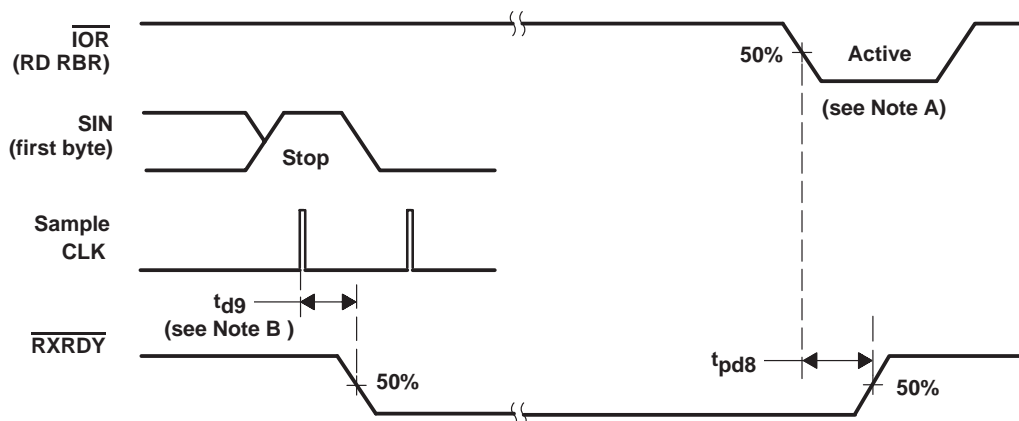 IOR
(RD RBR)
50%
Active
(see Note A)
SIN
(first byte)
Stop
Sample
CLK
td9
(see Note B )
RXRDY
50%
tpd8
50%